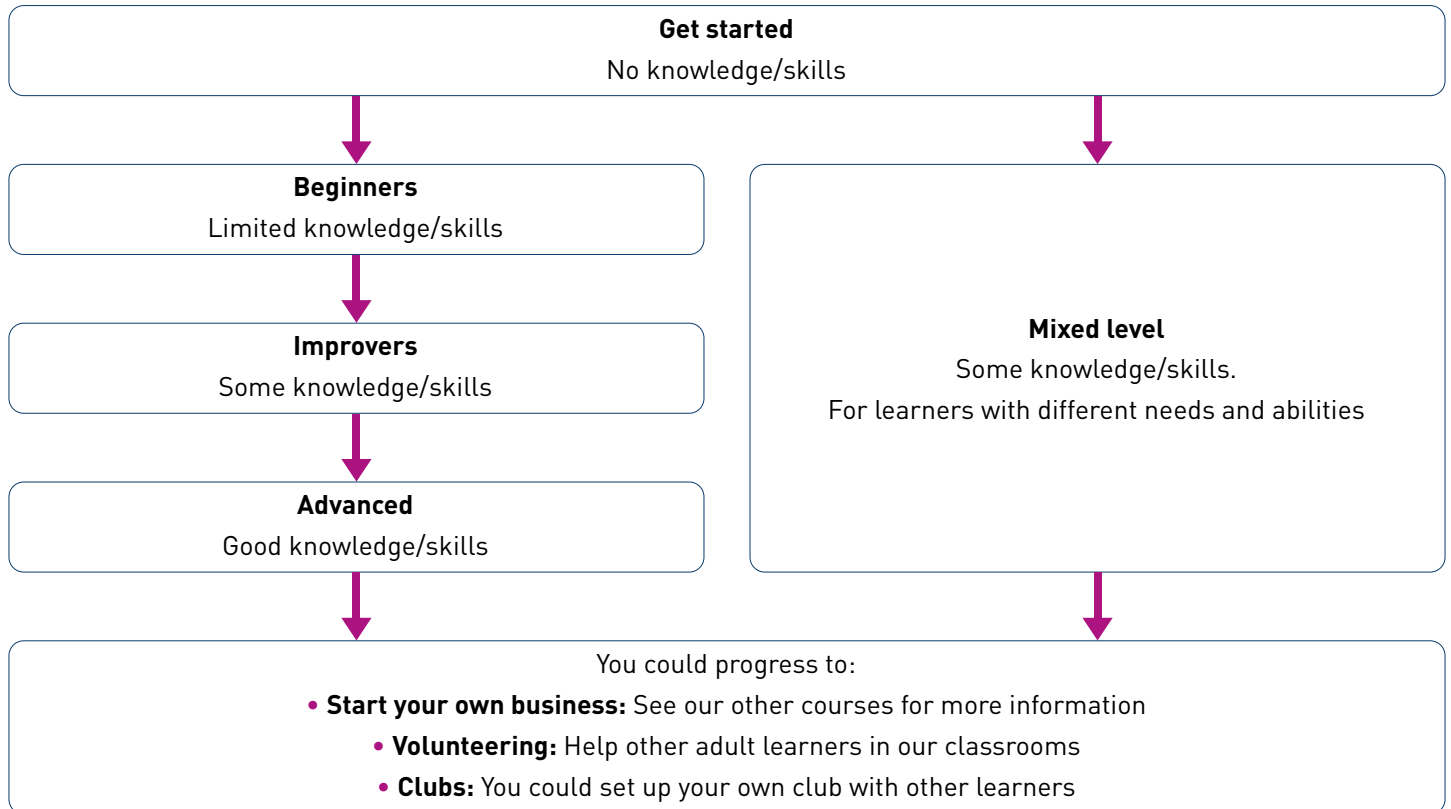 Get started
No knowledge/skills
Beginners
Limited knowledge/skills
Improvers
Some knowledge/skills
Advanced
Good knowledge/skills
Mixed level
Some knowledge/skills.
For learners with different needs and abilities
You could progress to:
• Start your own business: See our other courses for more information
• Volunteering: Help other adult learners in our classrooms
• Clubs: You could set up your own club with other learners